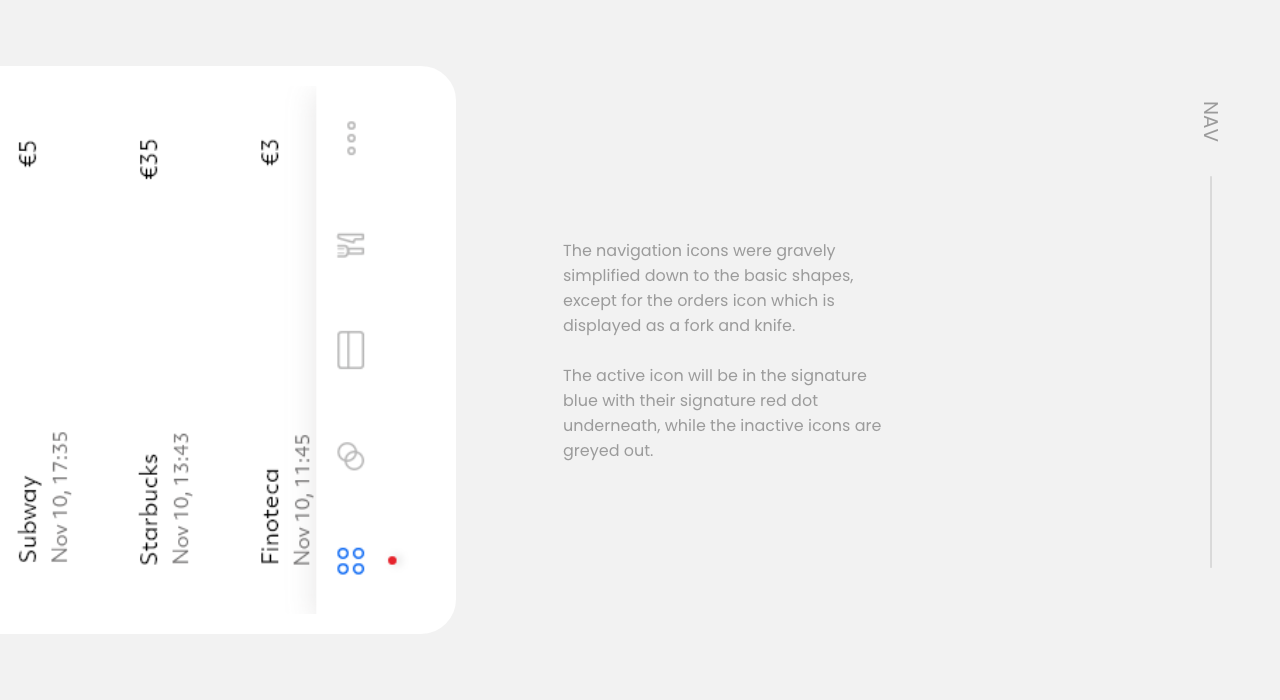 Subway
€5
Nov 10, 17:35
Starbucks
€35
Nov 10, 13:43
Finoteca
€3
Nov 10, 11:45
The navigation icons were gravely
simplified down to the basic shapes,
except for the orders icon which is
displayed as a fork and knife.
The active icon will be in the signature
blue with their signature red dot
underneath, while the inactive icons are
greyed out.
NAV